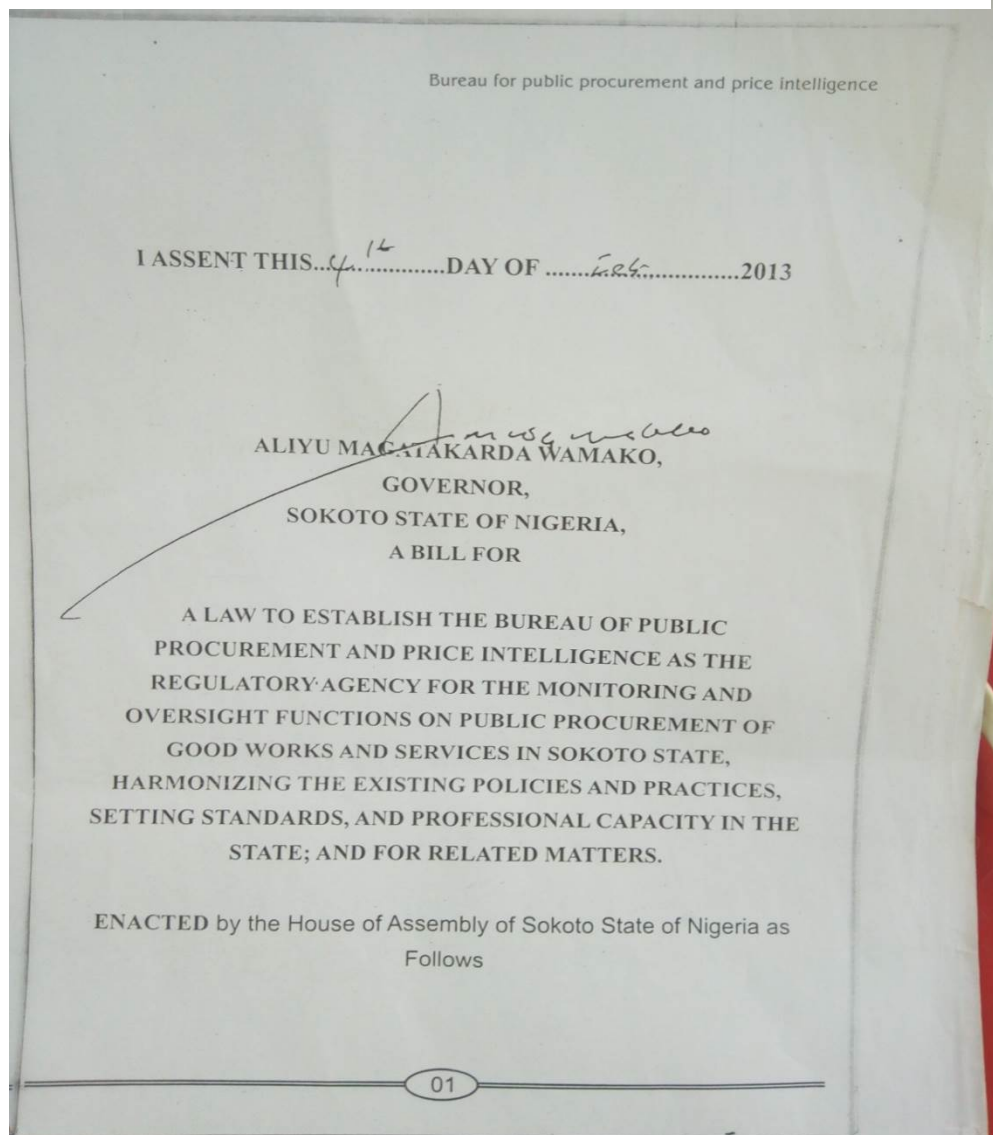 Bureau for public procurement and price intelligence
I ASSENT THIS..4th............DAY OF .......Feb...............2013
ALIYU MAGATAKARDA WAMAKO,
GOVERNOR,
SOKOTO STATE OF NIGERIA,
A BILL FOR
A LAW TO ESTABLISH THE BUREAU OF PUBLIC
PROCUREMENT AND PRICE INTELLIGENCE AS THE
REGULATORY AGENCY FOR THE MONITORING AND
OVERSIGHT FUNCTIONS ON PUBLIC PROCUREMENT OF
GOOD WORKS AND SERVICES IN SOKOTO STATE,
HARMONIZING THE EXISTING POLICIES AND PRACTICES,
SETTING STANDARDS, AND PROFESSIONAL CAPACITY IN THE
STATE; AND FOR RELATED MATTERS.
ENACTED by the House of Assembly of Sokoto State of Nigeria as
Follows
01